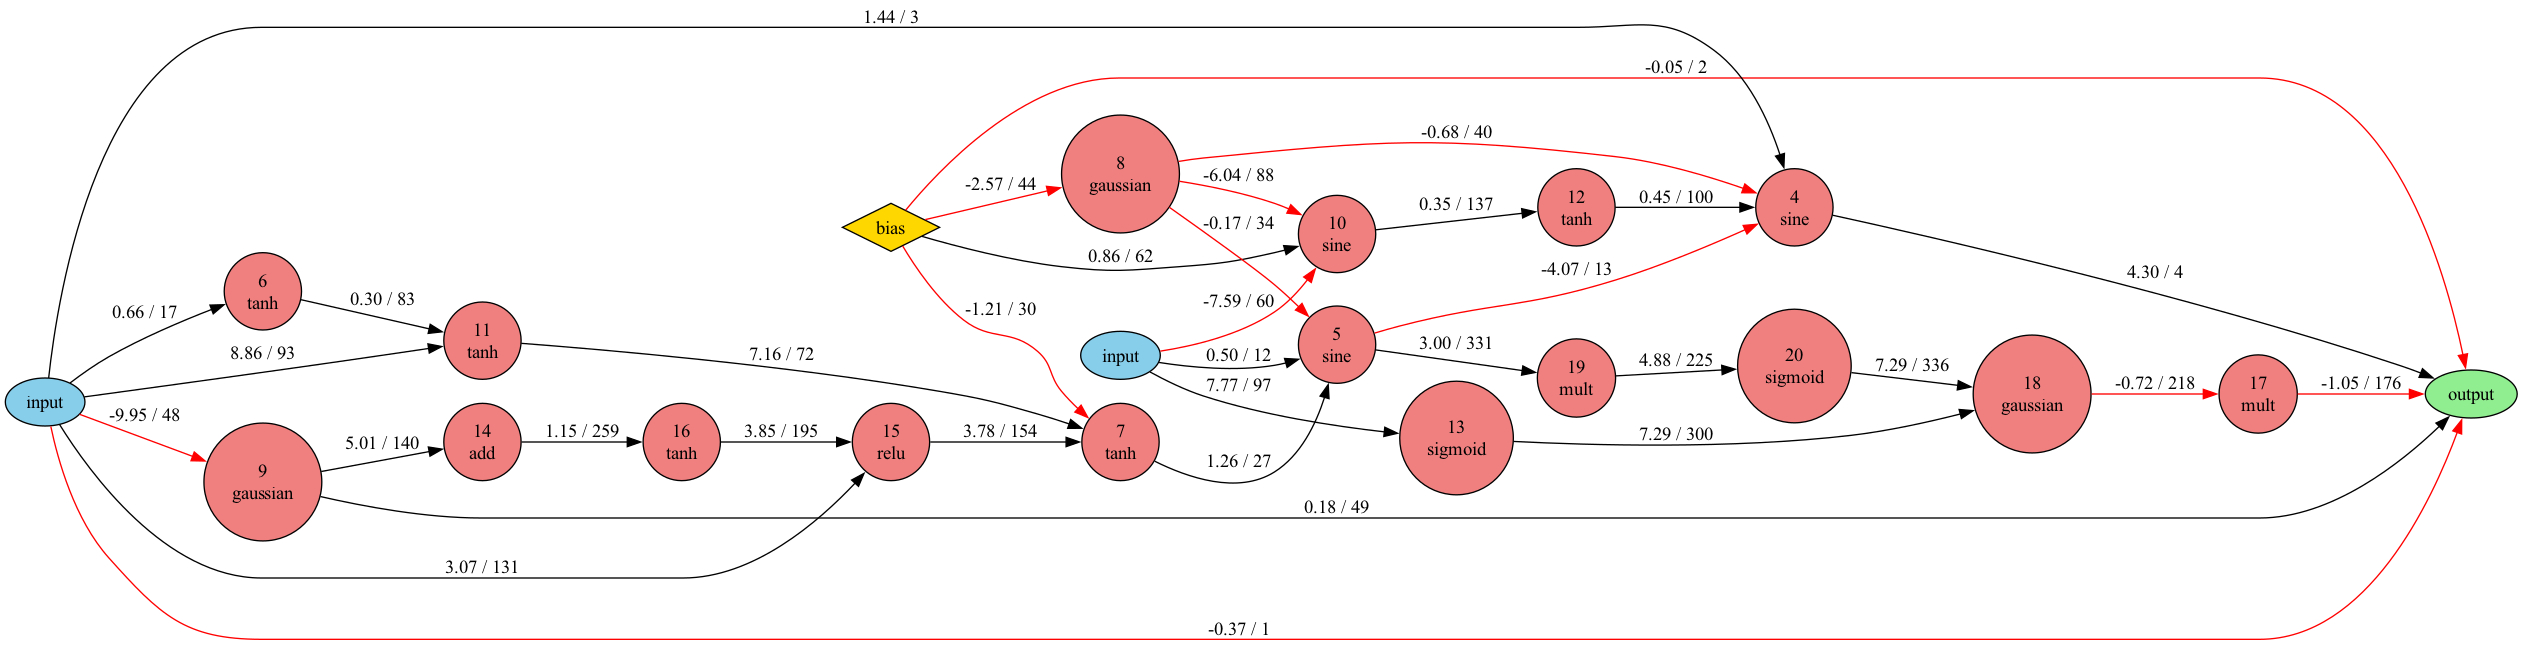 1.44 / 3
-0.05 / 2
-0.68 / 40
8
gaussian
-6.04 / 88
-2.57 / 44
12
tanh
0.45 / 100
4
sine
0.35 / 137
-0.17 / 34
10
sine
bias
0.86 / 62
-4.07 / 13
4.30 / 4
6
tanh
0.66 / 17
0.30 / 83
-7.59 / 60
-1.21 / 30
11
tanh
8.86 / 93
7.16 / 72
input
0.50 / 12
5
sine
3.00 / 331
4.88 / 225
20
sigmoid
7.29 / 336
19
mult
7.77 / 97
18
gaussian
-0.72 / 218
17
mult
-1.05 / 176
output
input
-9.95 / 48
5.01 / 140
14
add
1.15 / 259
16
tanh
3.85 / 195
15
relu
3.78 / 154
7
tanh
1.26 / 27
13
sigmoid
7.29 / 300
9
gaussian
0.18 / 49
3.07 / 131
-0.37 / 1